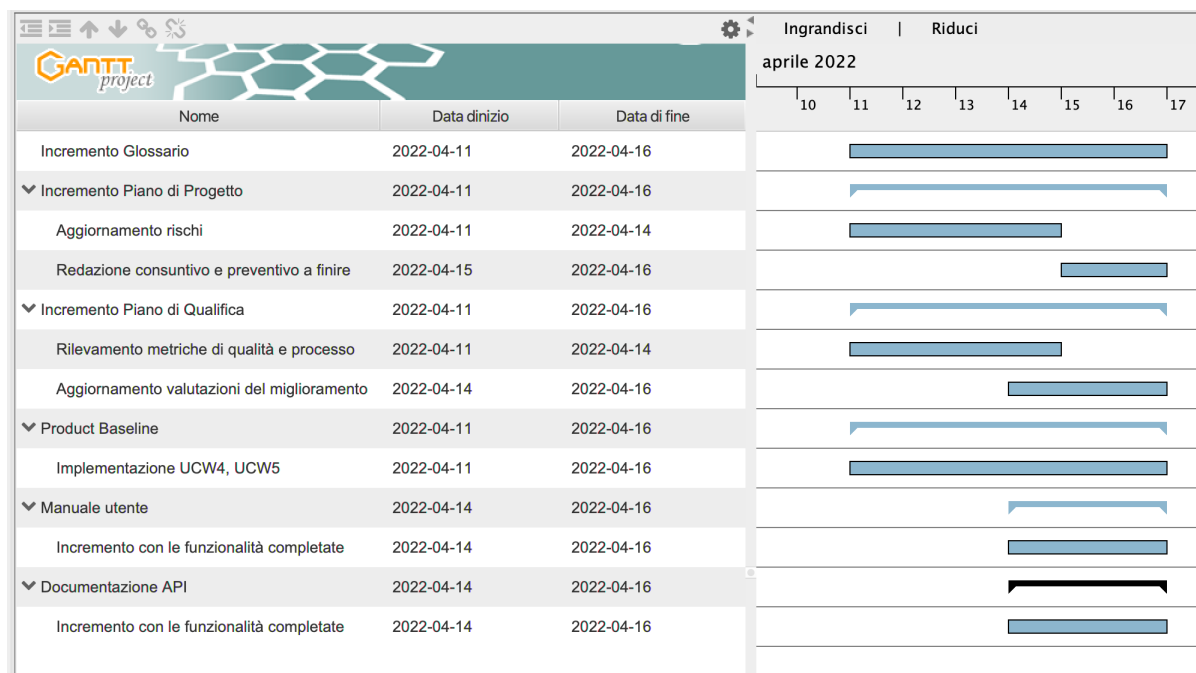 Ingrandisci | Riduci
GANTT
project
aprile 2022
10 11 12 13 14 15 16 17
Nome Data dinizio Data di fine
Incremento Glossario 2022-04-11 2022-04-16
Incremento Piano di Progetto 2022-04-11 2022-04-16
Aggiornamento rischi 2022-04-11 2022-04-14
Redazione consuntivo e preventivo a finire 2022-04-15 2022-04-16
Incremento Piano di Qualifica 2022-04-11 2022-04-16
Rilevamento metriche di qualità e processo 2022-04-11 2022-04-14
Aggiornamento valutazioni del miglioramento 2022-04-14 2022-04-16
Product Baseline 2022-04-11 2022-04-16
Implementazione UCW4, UCW5 2022-04-11 2022-04-16
Manuale utente 2022-04-14 2022-04-16
Incremento con le funzionalità completate 2022-04-14 2022-04-16
Documentazione API 2022-04-14 2022-04-16
Incremento con le funzionalità completate 2022-04-14 2022-04-16